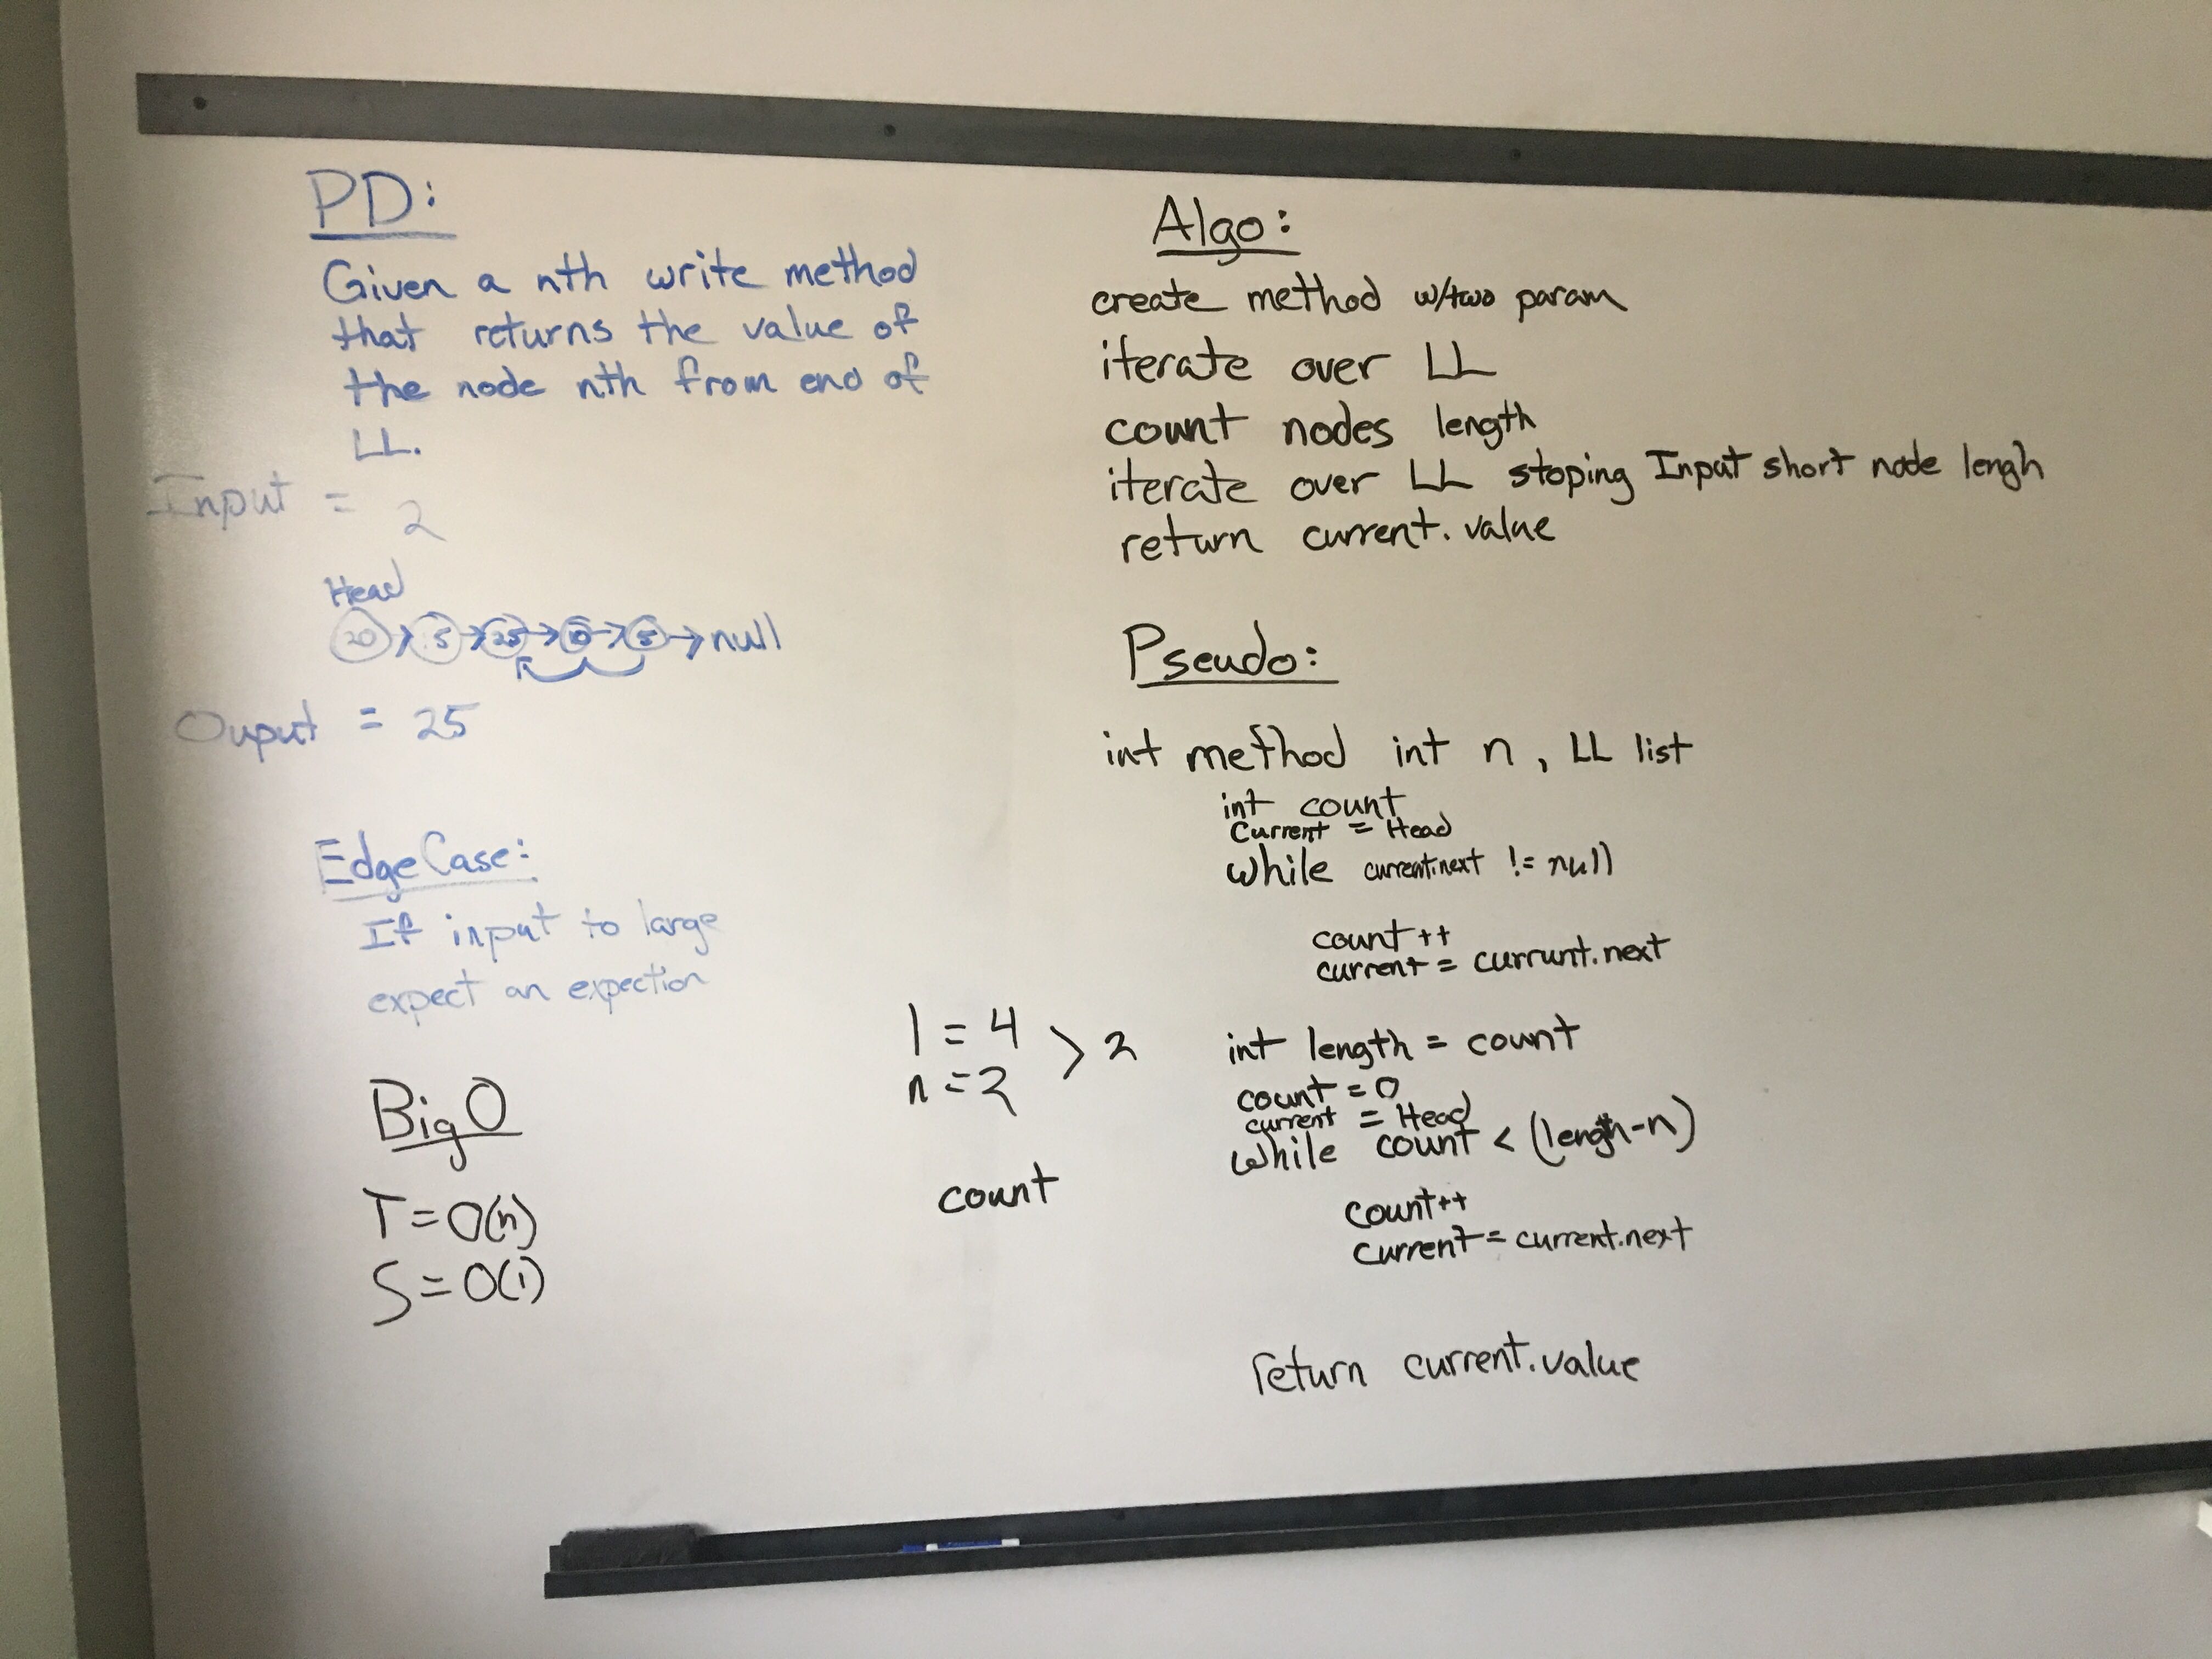 PD:
Given a nth write method
that returns the value of
the node nth from end of
LL.
Input = 2
Head
20 → 5 → 25 → 10 → 5 → null
Ouput = 25
EdgeCase:
If input to large
expect an expection
Big O
T = O(n)
S = O(1)
Algo:
create method w/two param
iterate over LL
count nodes length
iterate over LL stoping Input short node lengh
return current.value
Pseudo:
int method int n, LL list
int count
Current = Head
while current.next != null
count++
current = currunt.next
l = 4 > 2
n = 2
int length = count
count = 0
current = Head
while count < (length-n)
count
count++
current = current.next
return current.value